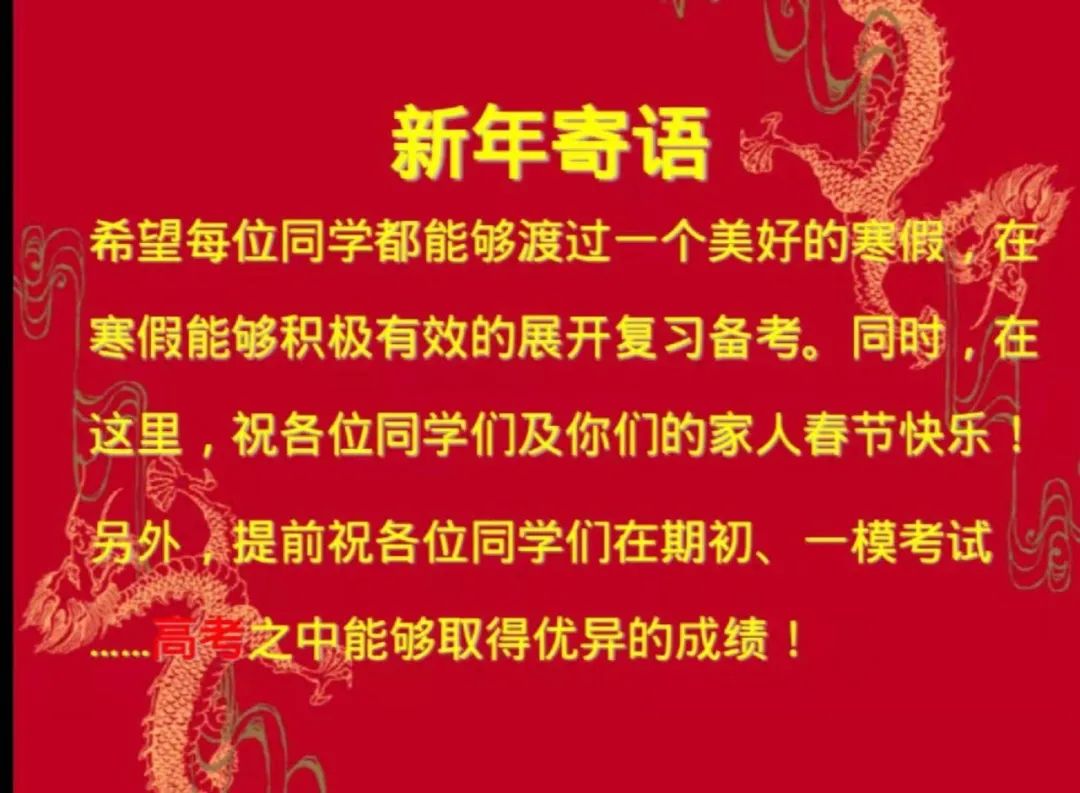 新年寄语
希望每位同学都能够渡过一个美好的寒假，在
寒假能够积极有效的展开复习备考。同时，在
这里，祝各位同学们及你们的家人春节快乐！
另外，提前祝各位同学们在期初、一模考试
……高考之中能够取得优异的成绩！